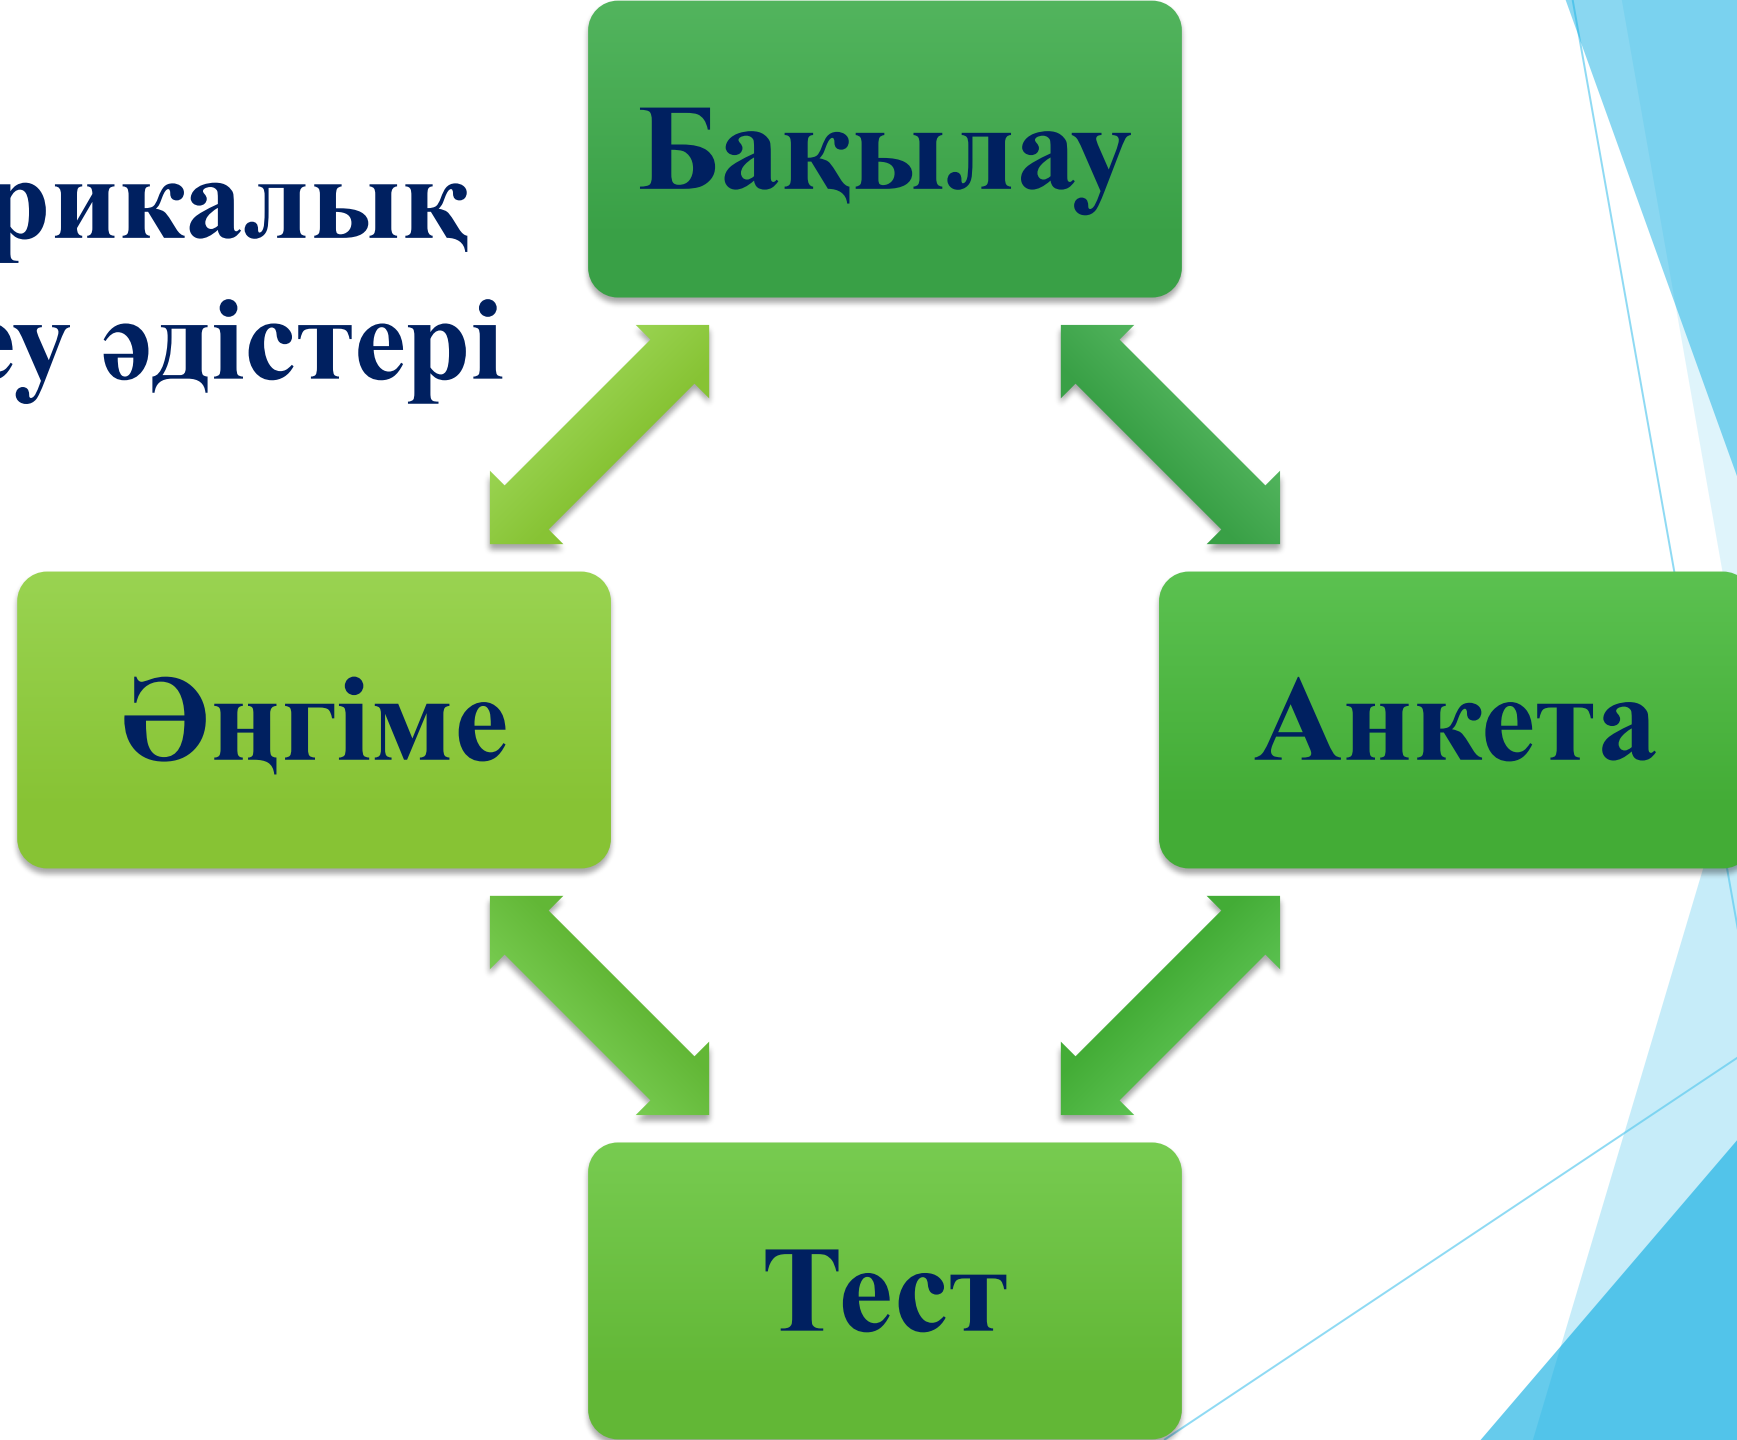 Бақылау
рикалық
еу әдістері
Әңгіме
Анкета
Тест